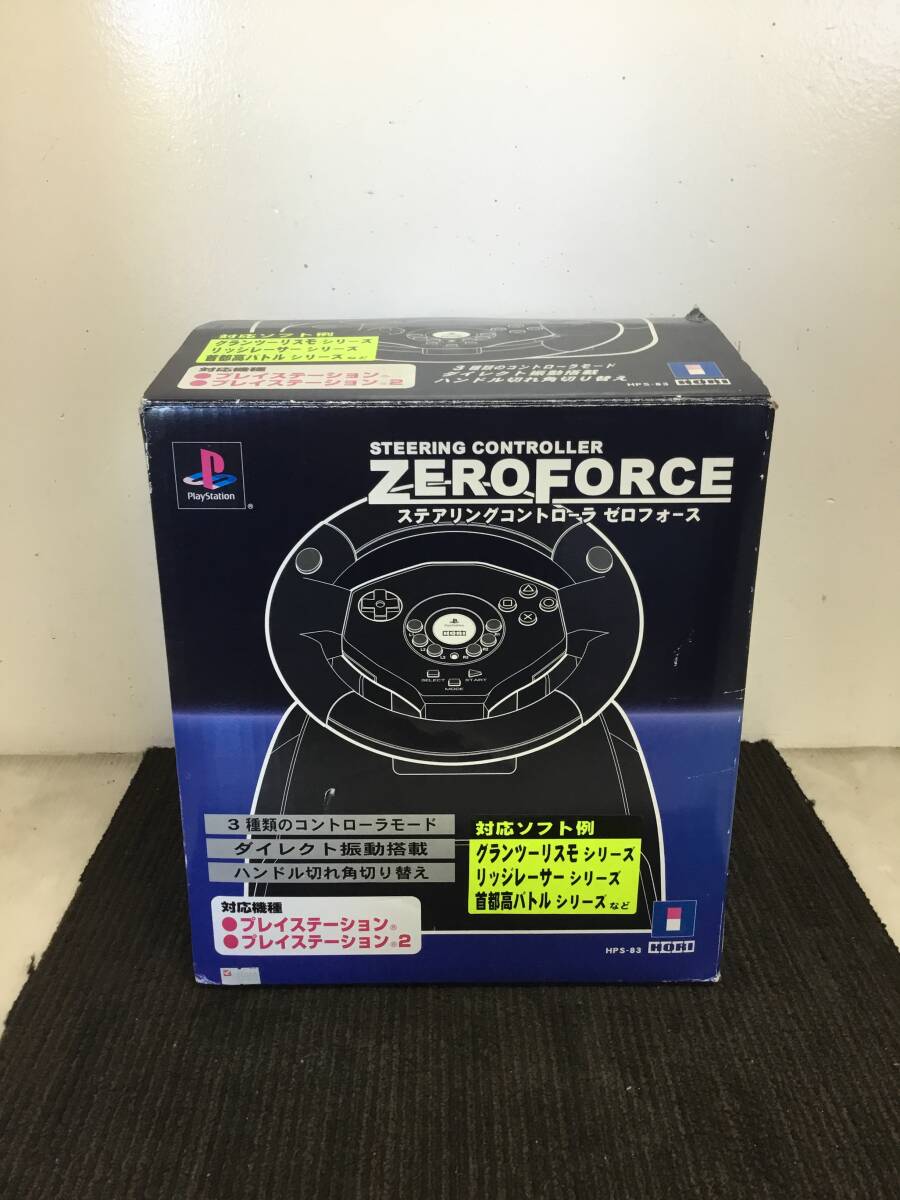 対応ソフト例
グランツーリスモ シリーズ
リッジレーサー シリーズ
首都高バトル シリーズ など
対応機種
●プレイステーション®
●プレイステーション®2
3種類のコントローラモード
ダイレクト振動搭載
ハンドル切れ角切り替え
HPS-83
HORI
PlayStation
®
STEERING CONTROLLER
ZEROFORCE
ステアリングコントローラ ゼロフォース
PlayStation
HORI
SELECT
START
MODE
3種類のコントローラモード
ダイレクト振動搭載
ハンドル切れ角切り替え
対応ソフト例
グランツーリスモ シリーズ
リッジレーサー シリーズ
首都高バトル シリーズ など
対応機種
●プレイステーション®
●プレイステーション®2
HPS-83
HORI